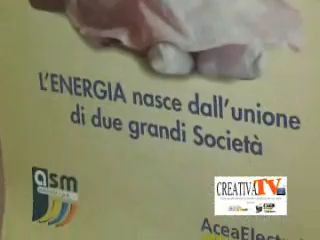 L'ENERGIA nasce dall'unione
di due grandi Società
asm
CREATIVA TV
AceaElect